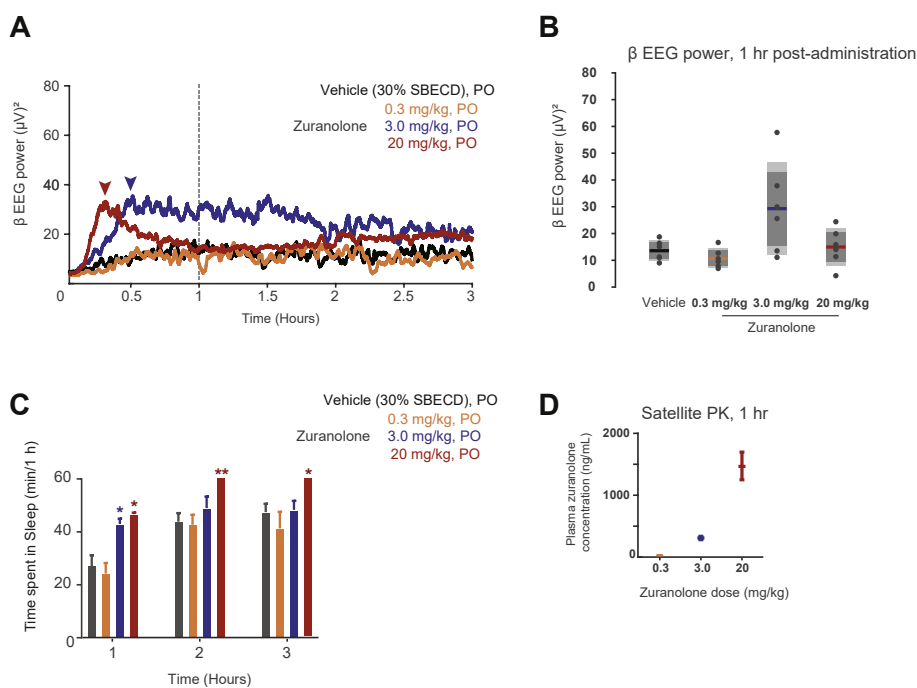 A
Vehicle (30% SBECD), PO
0.3 mg/kg, PO
Zuranolone 3.0 mg/kg, PO
20 mg/kg, PO
β EEG power (µV)²
80
60
40
20
0 0.5 1 1.5 2 2.5 3
Time (Hours)
B
β EEG power, 1 hr post-administration
β EEG power (µV)²
80
70
60
50
40
30
20
10
0
Vehicle 0.3 mg/kg 3.0 mg/kg 20 mg/kg
Zuranolone
C
Vehicle (30% SBECD), PO
0.3 mg/kg, PO
Zuranolone 3.0 mg/kg, PO
20 mg/kg, PO
Time spent in Sleep (min/1 h)
60
40
20
0
* * ** *
1 2 3
Time (Hours)
D
Satellite PK, 1 hr
Plasma zuranolone
concentration (ng/mL)
2000
1000
0
0.3 3.0 20
Zuranolone dose (mg/kg)